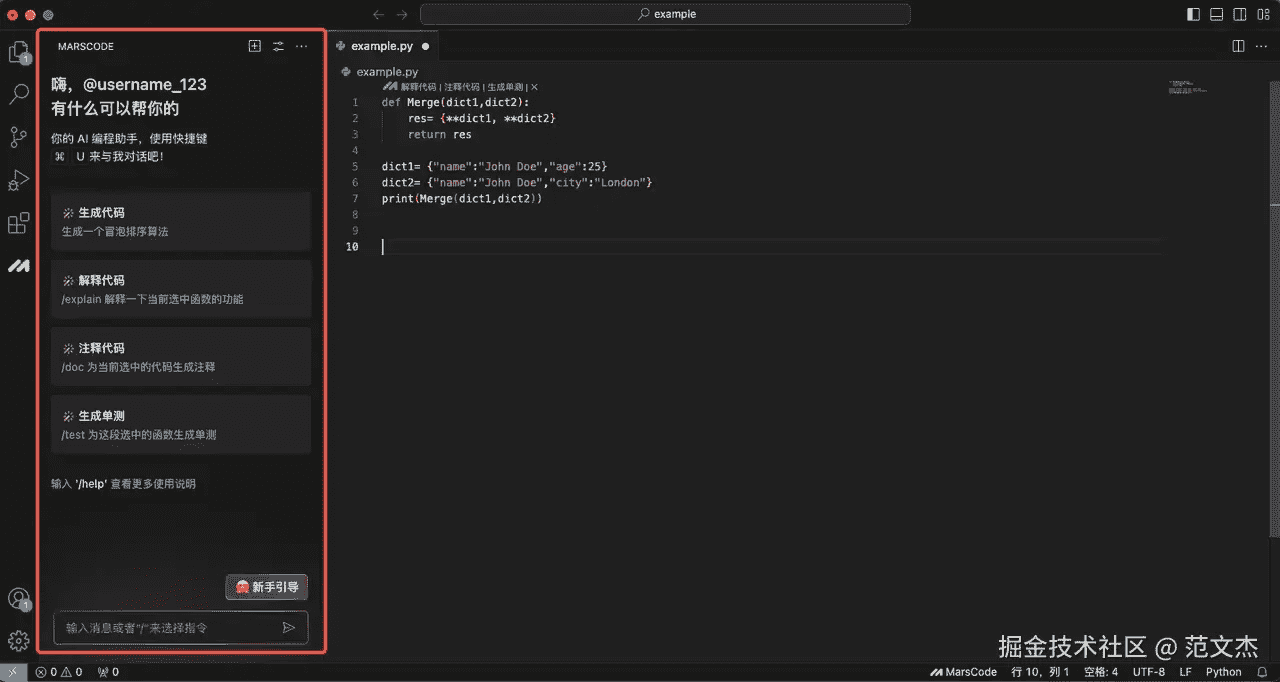 example
MARSCODE
嗨，@username_123
有什么可以帮你的
你的 AI 编程助手，使用快捷键
⌘ U 来与我对话吧！
生成代码
生成一个冒泡排序算法
解释代码
/explain 解释一下当前选中函数的功能
注释代码
/doc 为当前选中的代码生成注释
生成单测
/test 为这段选中的函数生成单测
输入 '/help' 查看更多使用说明
新手引导
输入消息或者“/”来选择指令
1
1
example.py
example.py
解释代码 | 注释代码 | 生成单测 | ×
1 def Merge(dict1,dict2):
2 res= {**dict1, **dict2}
3 return res
4
5 dict1= {"name":"John Doe","age":25}
6 dict2= {"name":"John Doe","city":"London"}
7 print(Merge(dict1,dict2))
8
9
10
掘金技术社区 @ 范文杰
0 0 0 MarsCode 行 10，列 1 空格: 4 UTF-8 LF Python